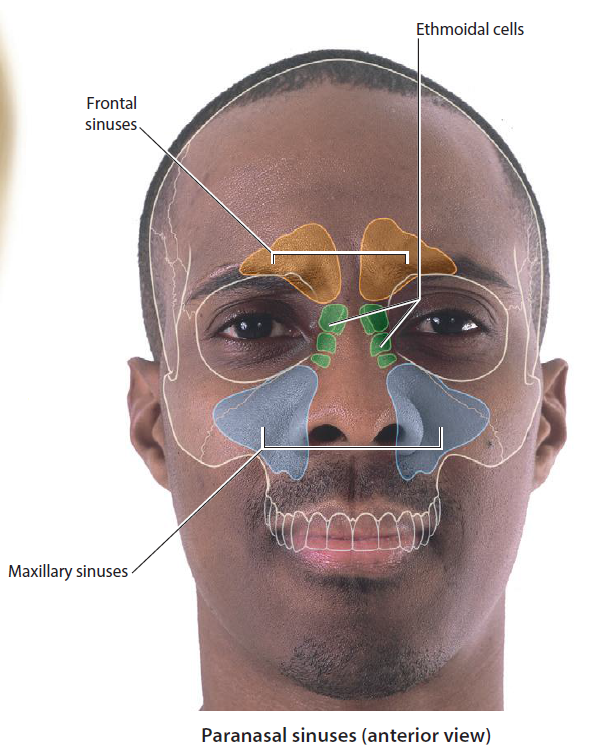 Ethmoidal cells
Frontal
sinuses
Maxillary sinuses
Paranasal sinuses (anterior view)